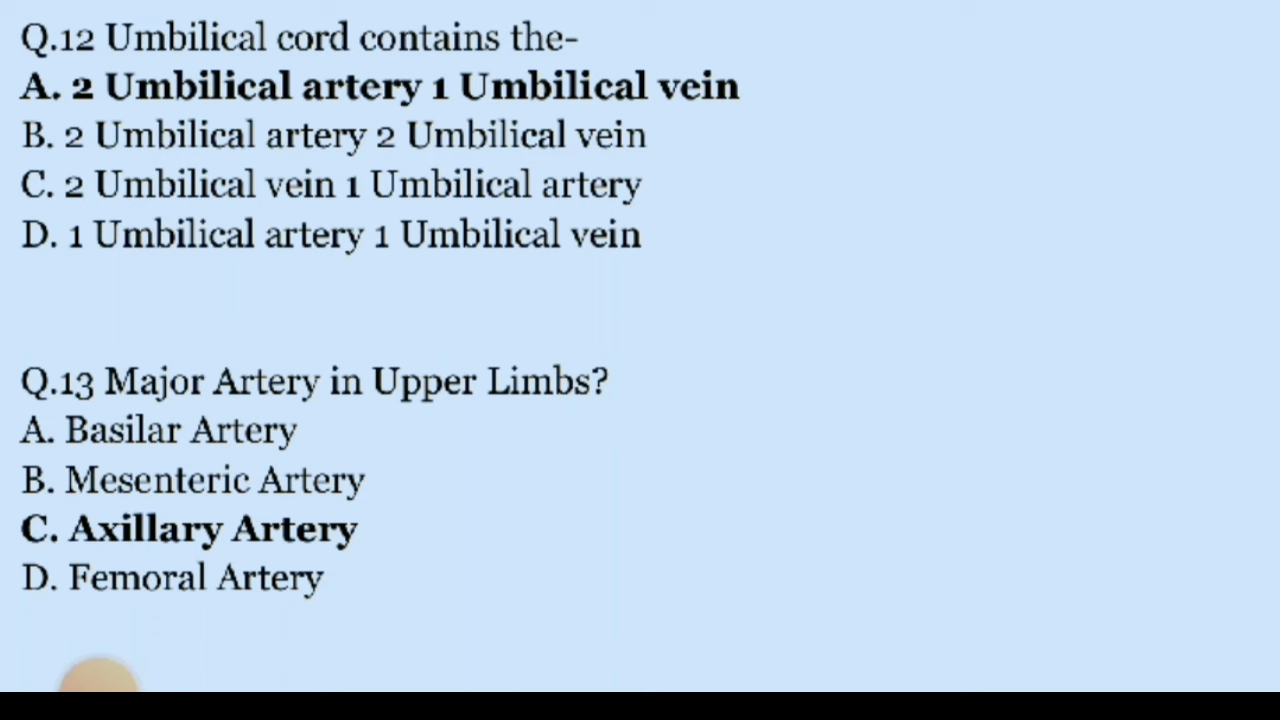 Q.12 Umbilical cord contains the-
A. 2 Umbilical artery 1 Umbilical vein
B. 2 Umbilical artery 2 Umbilical vein
C. 2 Umbilical vein 1 Umbilical artery
D. 1 Umbilical artery 1 Umbilical vein
Q.13 Major Artery in Upper Limbs?
A. Basilar Artery
B. Mesenteric Artery
C. Axillary Artery
D. Femoral Artery